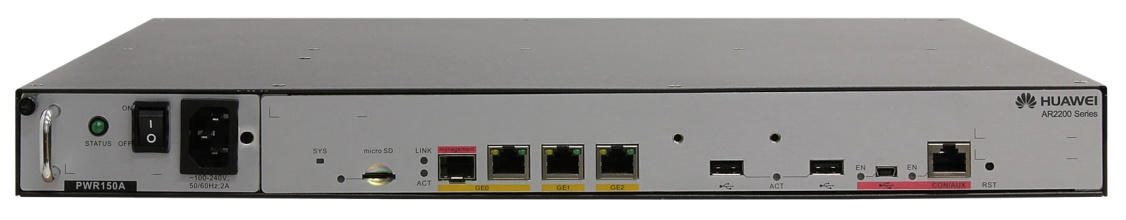 HUAWEI
AR2200 Series
ON
STATUS
OFF
~100-240V,
50/60Hz;2A
PWR150A
SYS
micro SD
LINK
ACT
management
GE0
GE1
GE2
ACT
EN
EN
CON/AUX
RST